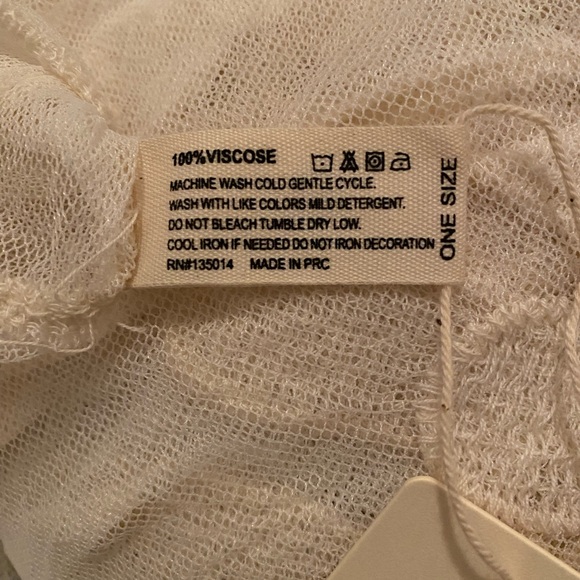 100%VISCOSE
MACHINE WASH COLD GENTLE CYCLE.
WASH WITH LIKE COLORS MILD DETERGENT.
DO NOT BLEACH TUMBLE DRY LOW.
COOL IRON IF NEEDED DO NOT IRON DECORATION
RN#135014 MADE IN PRC
ONE SIZE